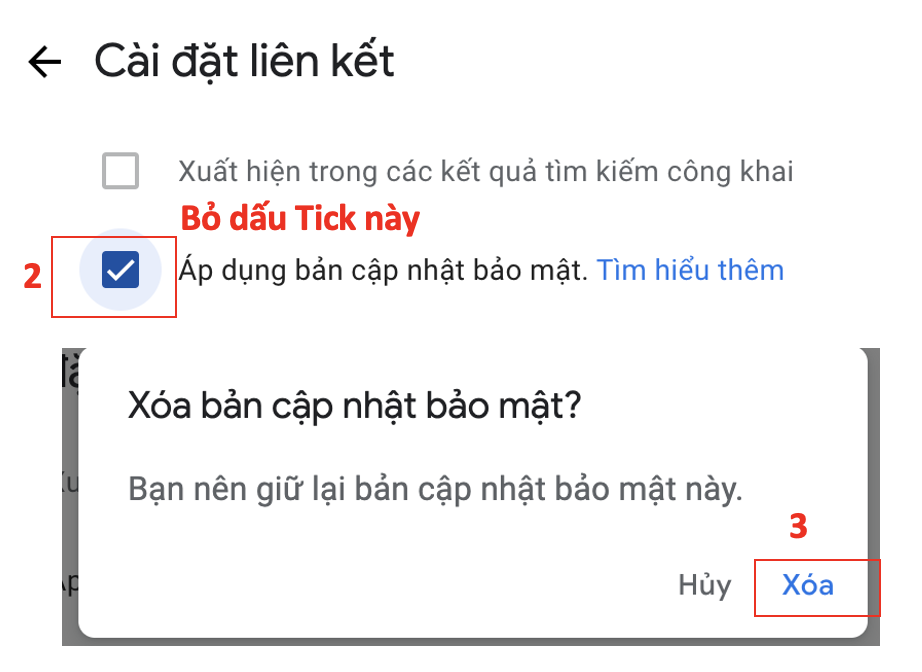 Cài đặt liên kết
Xuất hiện trong các kết quả tìm kiếm công khai
Bỏ dấu Tick này
2
Áp dụng bản cập nhật bảo mật. Tìm hiểu thêm
Xóa bản cập nhật bảo mật?
Bạn nên giữ lại bản cập nhật bảo mật này.
3
Hủy Xóa